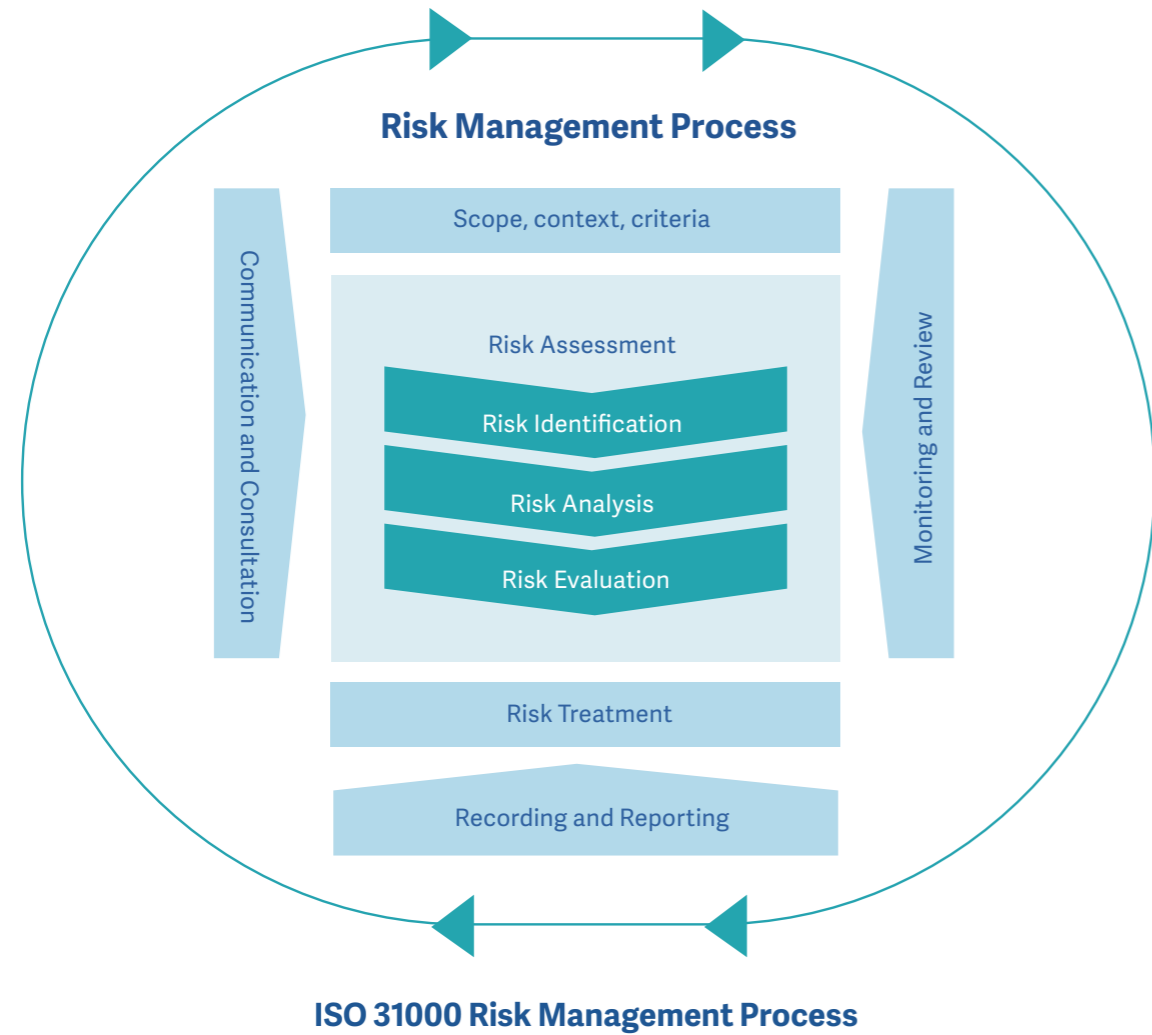 Risk Management Process
Scope, context, criteria
Communication and Consultation
Risk Assessment
Risk Identification
Risk Analysis
Risk Evaluation
Monitoring and Review
Risk Treatment
Recording and Reporting
ISO 31000 Risk Management Process